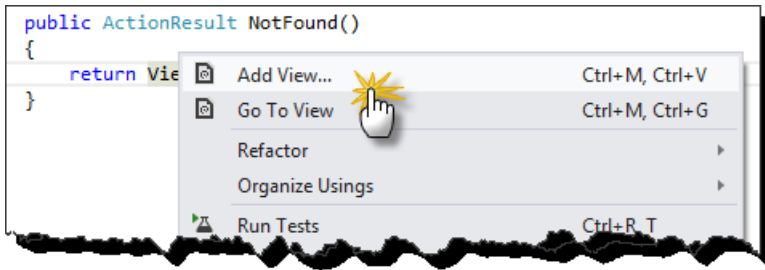 public ActionResult NotFound()
{
return Vie
Add View... Ctrl+M, Ctrl+V
}
Go To View Ctrl+M, Ctrl+G
Refactor
Organize Usings
Run Tests Ctrl+R, T